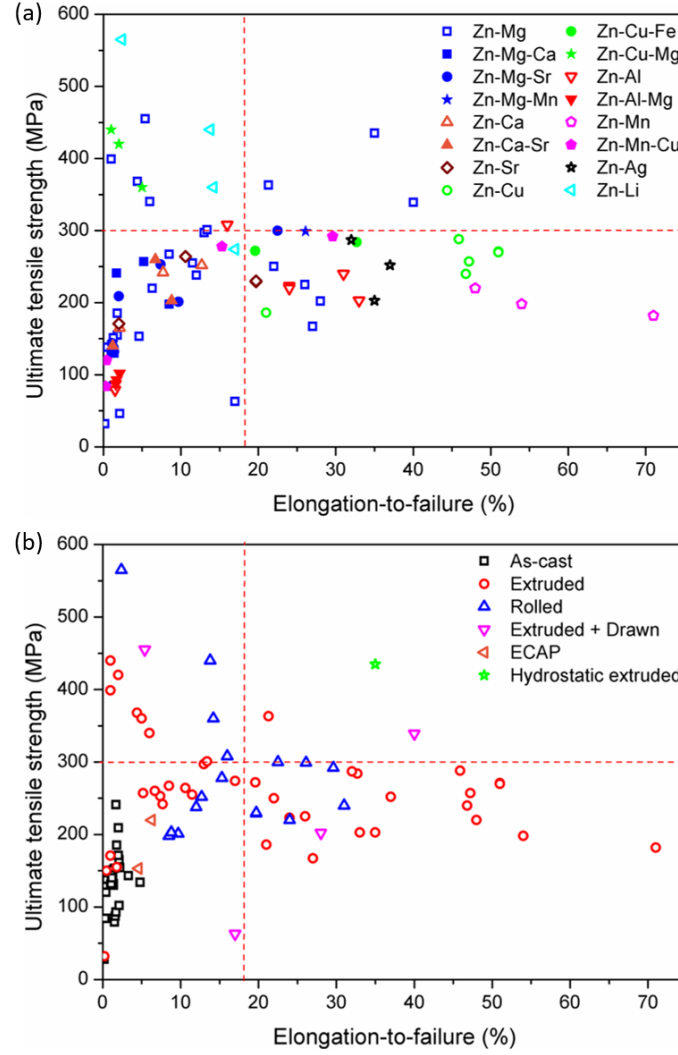 (a)
600
500
400
300
200
100
0
Ultimate tensile strength (MPa)
Zn-Mg
Zn-Mg-Ca
Zn-Mg-Sr
Zn-Mg-Mn
Zn-Ca
Zn-Ca-Sr
Zn-Sr
Zn-Cu
Zn-Cu-Fe
Zn-Cu-Mg
Zn-Al
Zn-Al-Mg
Zn-Mn
Zn-Mn-Cu
Zn-Ag
Zn-Li
0 10 20 30 40 50 60 70
Elongation-to-failure (%)
(b)
600
500
400
300
200
100
0
Ultimate tensile strength (MPa)
As-cast
Extruded
Rolled
Extruded + Drawn
ECAP
Hydrostatic extruded
0 10 20 30 40 50 60 70
Elongation-to-failure (%)